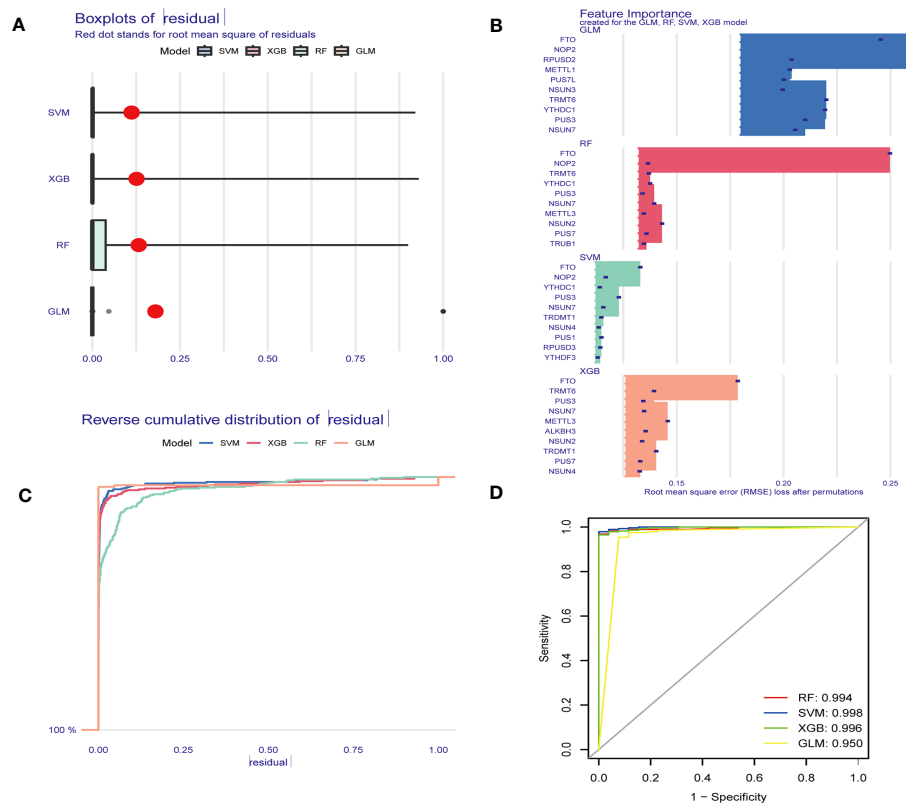 A
Boxplots of |residual|
Red dot stands for root mean square of residuals
Model SVM XGB RF GLM
SVM
XGB
RF
GLM
0.00 0.25 0.50 0.75 1.00
B
Feature Importance
created for the GLM, RF, SVM, XGB model
GLM
FTO
NOP2
RPUSD2
METTL1
PUS7L
NSUN3
TRMT6
YTHDC1
PUS3
NSUN7
RF
FTO
NOP2
TRMT6
YTHDC1
PUS3
NSUN7
METTL3
NSUN2
PUS7
TRUB1
SVM
FTO
NOP2
YTHDC1
PUS3
NSUN7
TRDMT1
NSUN4
PUS1
RPUSD3
YTHDF3
XGB
FTO
TRMT6
PUS3
NSUN7
METTL3
ALKBH3
NSUN2
TRDMT1
PUS7
NSUN4
0.15 0.20 0.25
Root mean square error (RMSE) loss after permutations
Reverse cumulative distribution of |residual|
Model SVM XGB RF GLM
C
100 %
0.00 0.25 0.50 0.75 1.00
|residual|
D
Sensitivity
0.0 0.2 0.4 0.6 0.8 1.0
RF: 0.994
SVM: 0.998
XGB: 0.996
GLM: 0.950
0.0 0.2 0.4 0.6 0.8 1.0
1 − Specificity